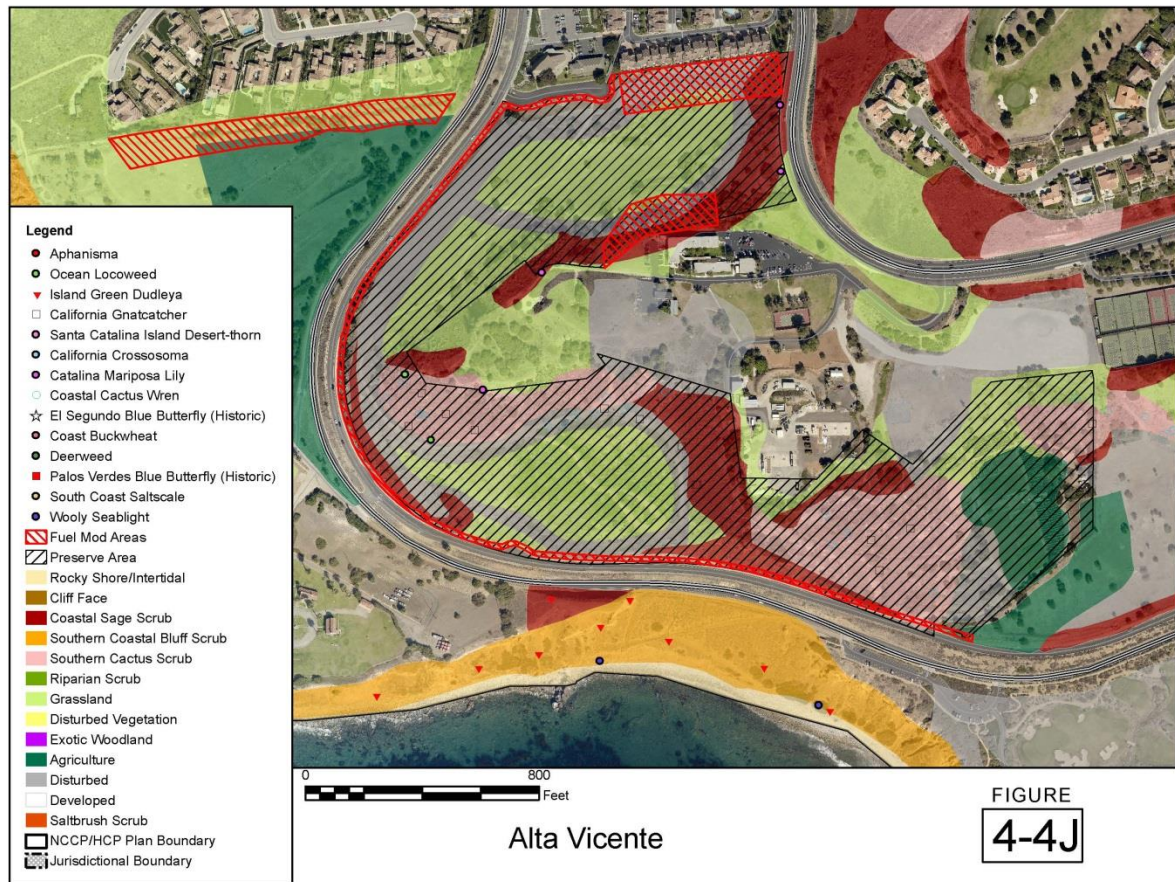 Legend
Aphanisma
Ocean Locoweed
Island Green Dudleya
California Gnatcatcher
Santa Catalina Island Desert-thorn
California Crossosoma
Catalina Mariposa Lily
Coastal Cactus Wren
El Segundo Blue Butterfly (Historic)
Coast Buckwheat
Deerweed
Palos Verdes Blue Butterfly (Historic)
South Coast Saltscale
Wooly Seablight
Fuel Mod Areas
Preserve Area
Rocky Shore/Intertidal
Cliff Face
Coastal Sage Scrub
Southern Coastal Bluff Scrub
Southern Cactus Scrub
Riparian Scrub
Grassland
Disturbed Vegetation
Exotic Woodland
Agriculture
Disturbed
Developed
Saltbrush Scrub
NCCP/HCP Plan Boundary
Jurisdictional Boundary
0 800
Feet
Alta Vicente
FIGURE
4-4J